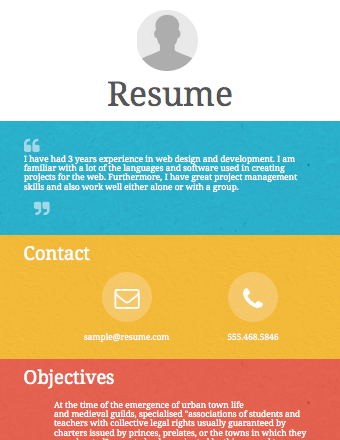 Resume
“
I have had 3 years experience in web design and development. I am
familiar with a lot of the languages and software used in creating
projects for the web. Furthermore, I have great project management
skills and also work well either alone or with a group.
”
Contact
sample@resume.com 555.468.5846
Objectives
At the time of the emergence of urban town life
and medieval guilds, specialised "associations of students and
teachers with collective legal rights usually guaranteed by
charters issued by princes, prelates, or the towns in which they